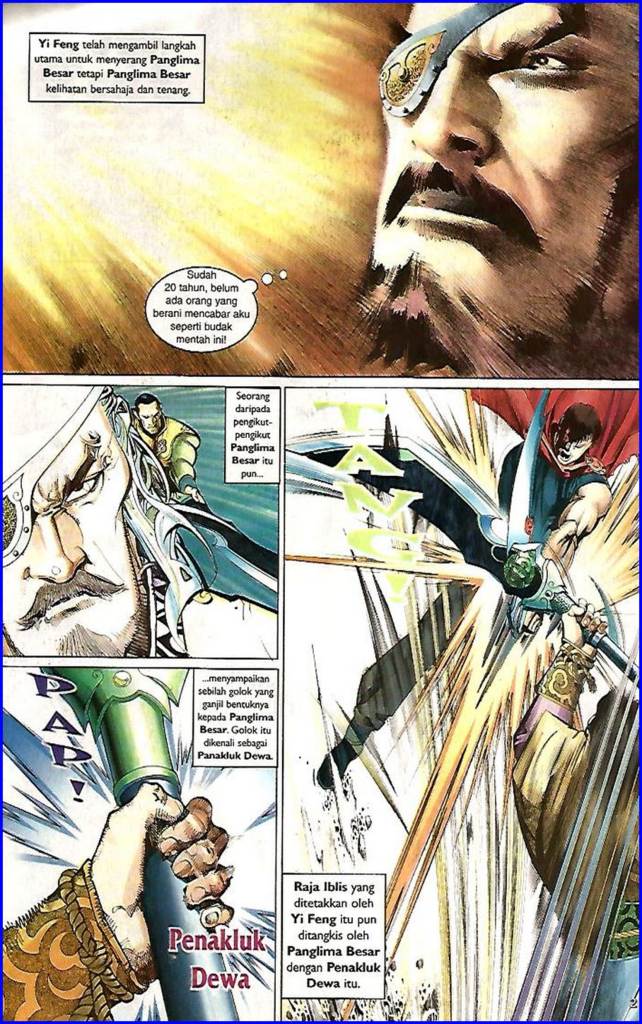 Yi Feng telah mengambil langkah
utama untuk menyerang Panglima
Besar tetapi Panglima Besar
kelihatan bersahaja dan tenang.
Sudah
20 tahun, belum
ada orang yang
berani mencabar aku
seperti budak
mentah ini!
Seorang
daripada
pengikut-
pengikut
Panglima
Besar itu
pun...
...menyampaikan
sebilah golok yang
ganjil bentuknya
kepada Panglima
Besar. Golok itu
dikenali sebagai
Panakluk Dewa.
PAP!
Penakluk
Dewa
TANG!
Raja Iblis yang
ditetakkan oleh
Yi Feng itu pun
ditangkis oleh
Panglima Besar
dengan Penakluk
Dewa itu.